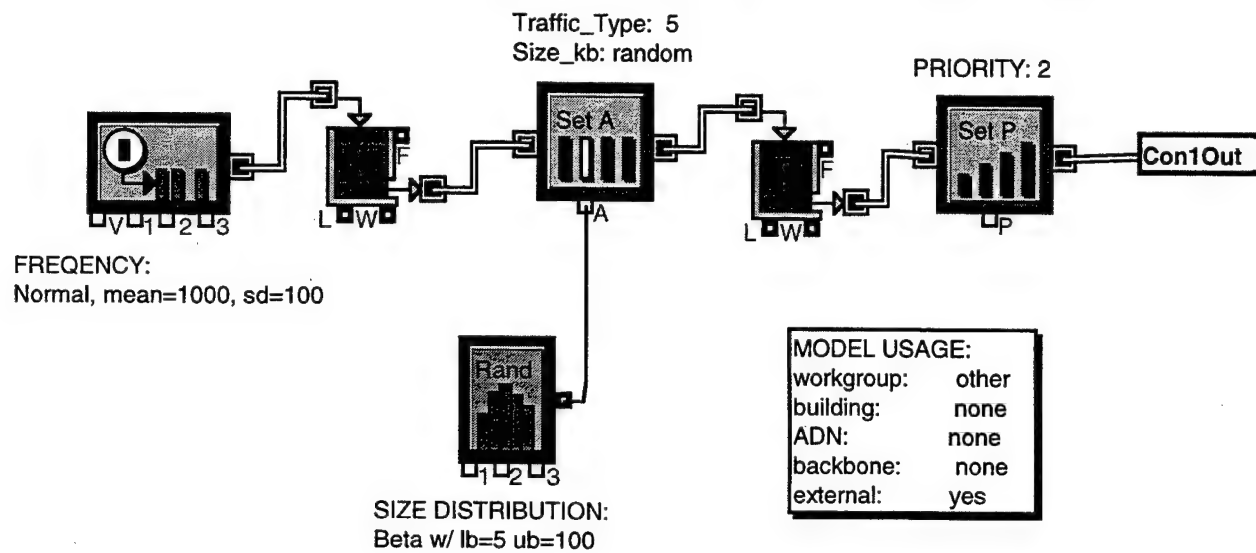 Traffic_Type: 5
Size_kb: random
PRIORITY: 2
Set A
Set P
F
F
Con1Out
V 1 2 3
L W
A
L W
P
FREQENCY:
Normal, mean=1000, sd=100
Rand
1 2 3
SIZE DISTRIBUTION:
Beta w/ lb=5 ub=100
MODEL USAGE:
workgroup: other
building: none
ADN: none
backbone: none
external: yes